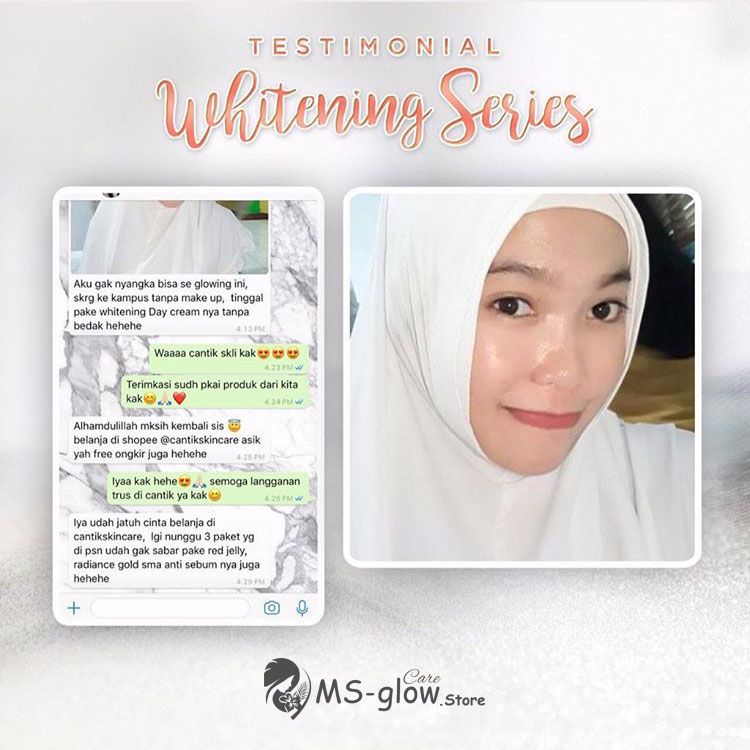 TESTIMONIAL
Whitening Series
Aku gak nyangka bisa se glowing ini,
skrg ke kampus tanpa make up, tinggal
pake whitening Day cream nya tanpa
bedak hehehe
4.13 PM
Waaaa cantik skli kak😍😍😍
4.23 PM
Terimkasi sudh pkai produk dari kita
kak😊🙏🏻❤️
4.24 PM
Alhamdulillah mksih kembali sis 😇
belanja di shopee @cantikskincare asik
yah free ongkir juga hehehe
4.25 PM
Iyaa kak hehe😍🙏🏻 semoga langganan
trus di cantik ya kak😊
4.26 PM
Iya udah jatuh cinta belanja di
cantikskincare, lgi nunggu 3 paket yg
di psn udah gak sabar pake red jelly,
radiance gold sma anti sebum nya juga
hehehe
4.29 PM
Care
MS-glow.Store